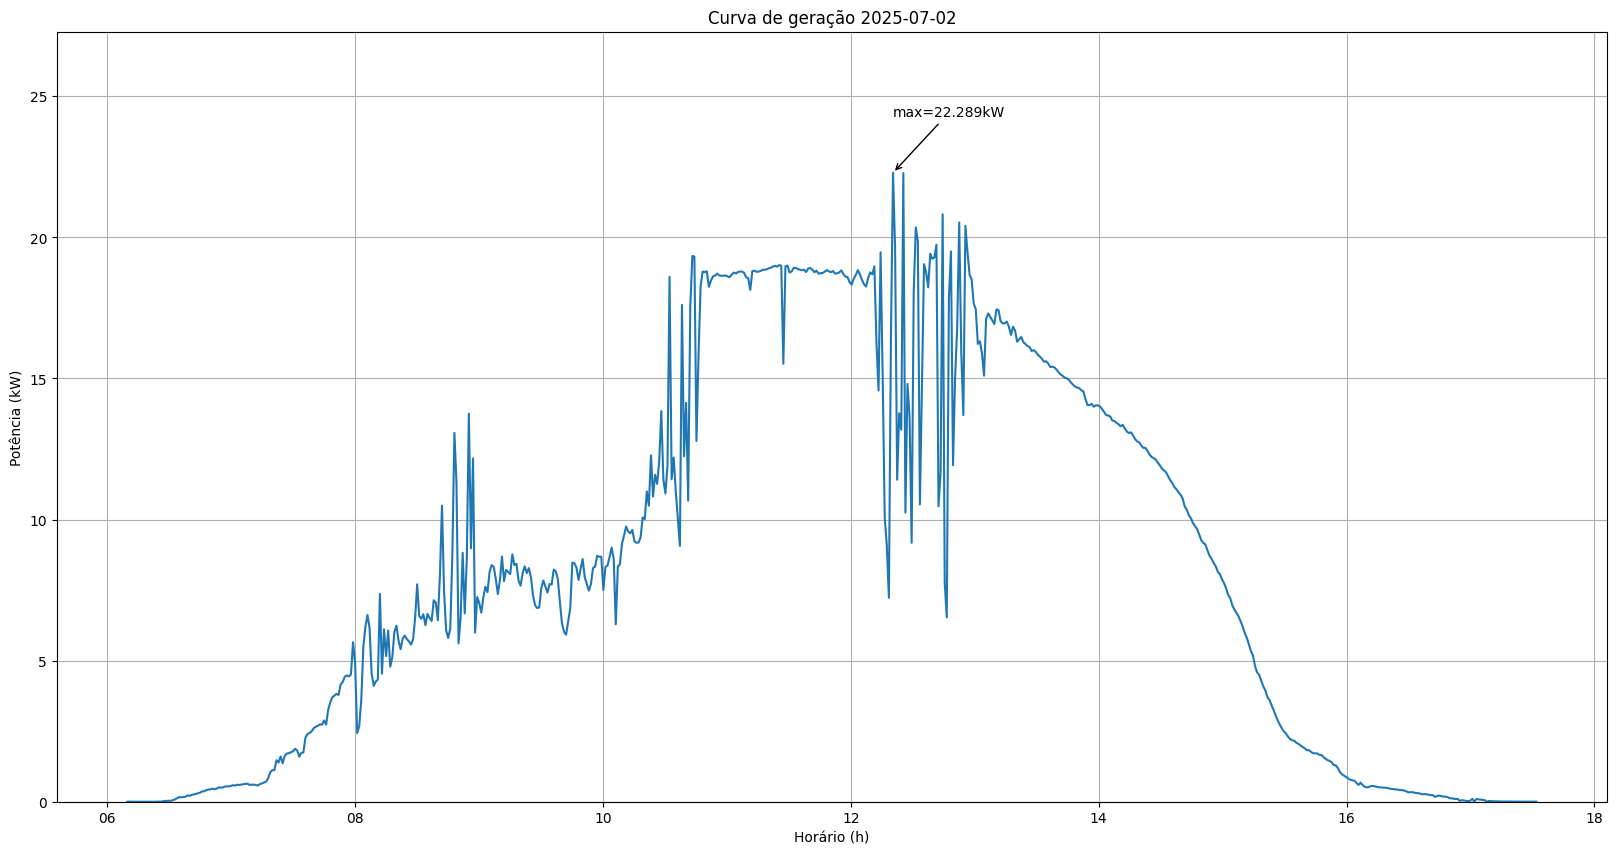 Curva de geração 2025-07-02
max=22.289kW
25
20
15
10
5
0
Potência (kW)
06 08 10 12 14 16 18
Horário (h)